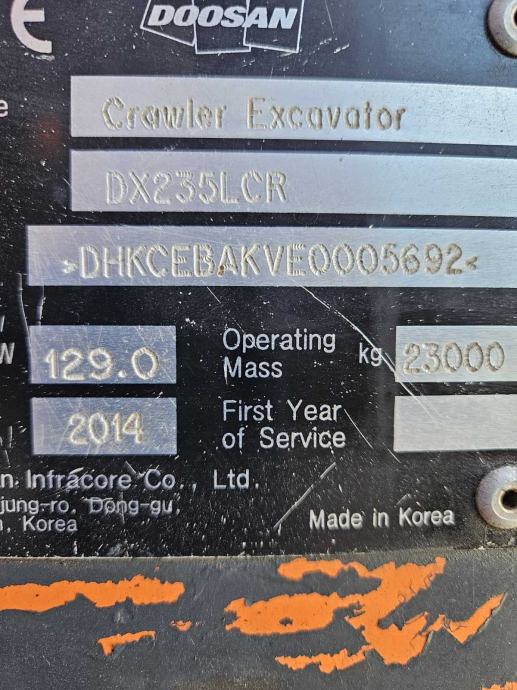 CE
DOOSAN
e
Crawler Excavator
DX235LCR
>DHKCEBAKVE0005692<
W 129.0 Operating Mass kg 23000
2014 First Year of Service
n Infracore Co., Ltd.
jung-ro, Dong-gu,
n, Korea
Made in Korea